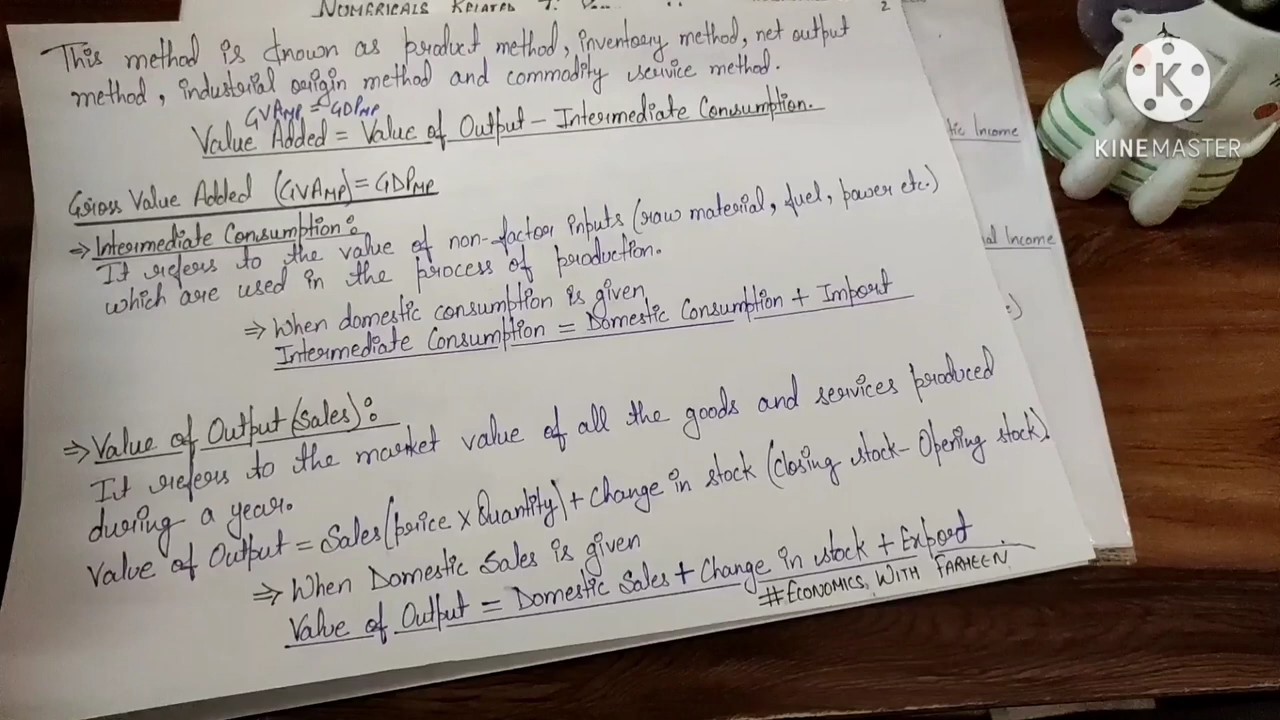 NUMERICALS RELATED
2
This method is known as product method, inventory method, net output
method, industrial origin method and commodity service method.
GVAMP = GDPMP
Value Added = Value of Output - Intermediate Consumption.
Gross Value Added (GVAMP) = GDPMP
⇒ Intermediate Consumption:
It refers to the value of non-factor inputs (raw material, fuel, power etc.)
which are used in the process of production.
⇒ When domestic consumption is given
Intermediate Consumption = Domestic Consumption + Import
⇒ Value of Output (Sales):
It refers to the market value of all the goods and services produced
during a year.
Value of Output = Sales (price × Quantity) + change in stock (closing stock - Opening stock).
⇒ When Domestic Sales is given
Value of Output = Domestic Sales + Change in stock + Export
#ECONOMICS WITH FARHEEN
tic Income
al Income
K
KINEMASTER